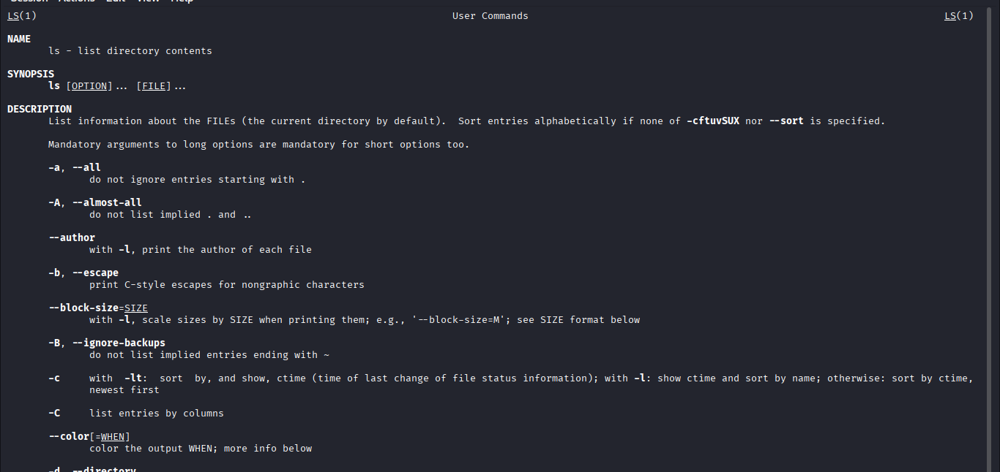 Session Actions Edit View Help
LS(1) User Commands LS(1)
NAME
ls - list directory contents
SYNOPSIS
ls [OPTION]... [FILE]...
DESCRIPTION
List information about the FILEs (the current directory by default). Sort entries alphabetically if none of -cftuvSUX nor --sort is specified.
Mandatory arguments to long options are mandatory for short options too.
-a, --all
do not ignore entries starting with .
-A, --almost-all
do not list implied . and ..
--author
with -l, print the author of each file
-b, --escape
print C-style escapes for nongraphic characters
--block-size=SIZE
with -l, scale sizes by SIZE when printing them; e.g., '--block-size=M'; see SIZE format below
-B, --ignore-backups
do not list implied entries ending with ~
-c with -lt: sort by, and show, ctime (time of last change of file status information); with -l: show ctime and sort by name; otherwise: sort by ctime,
newest first
-C list entries by columns
--color[=WHEN]
color the output WHEN; more info below
-d, --directory